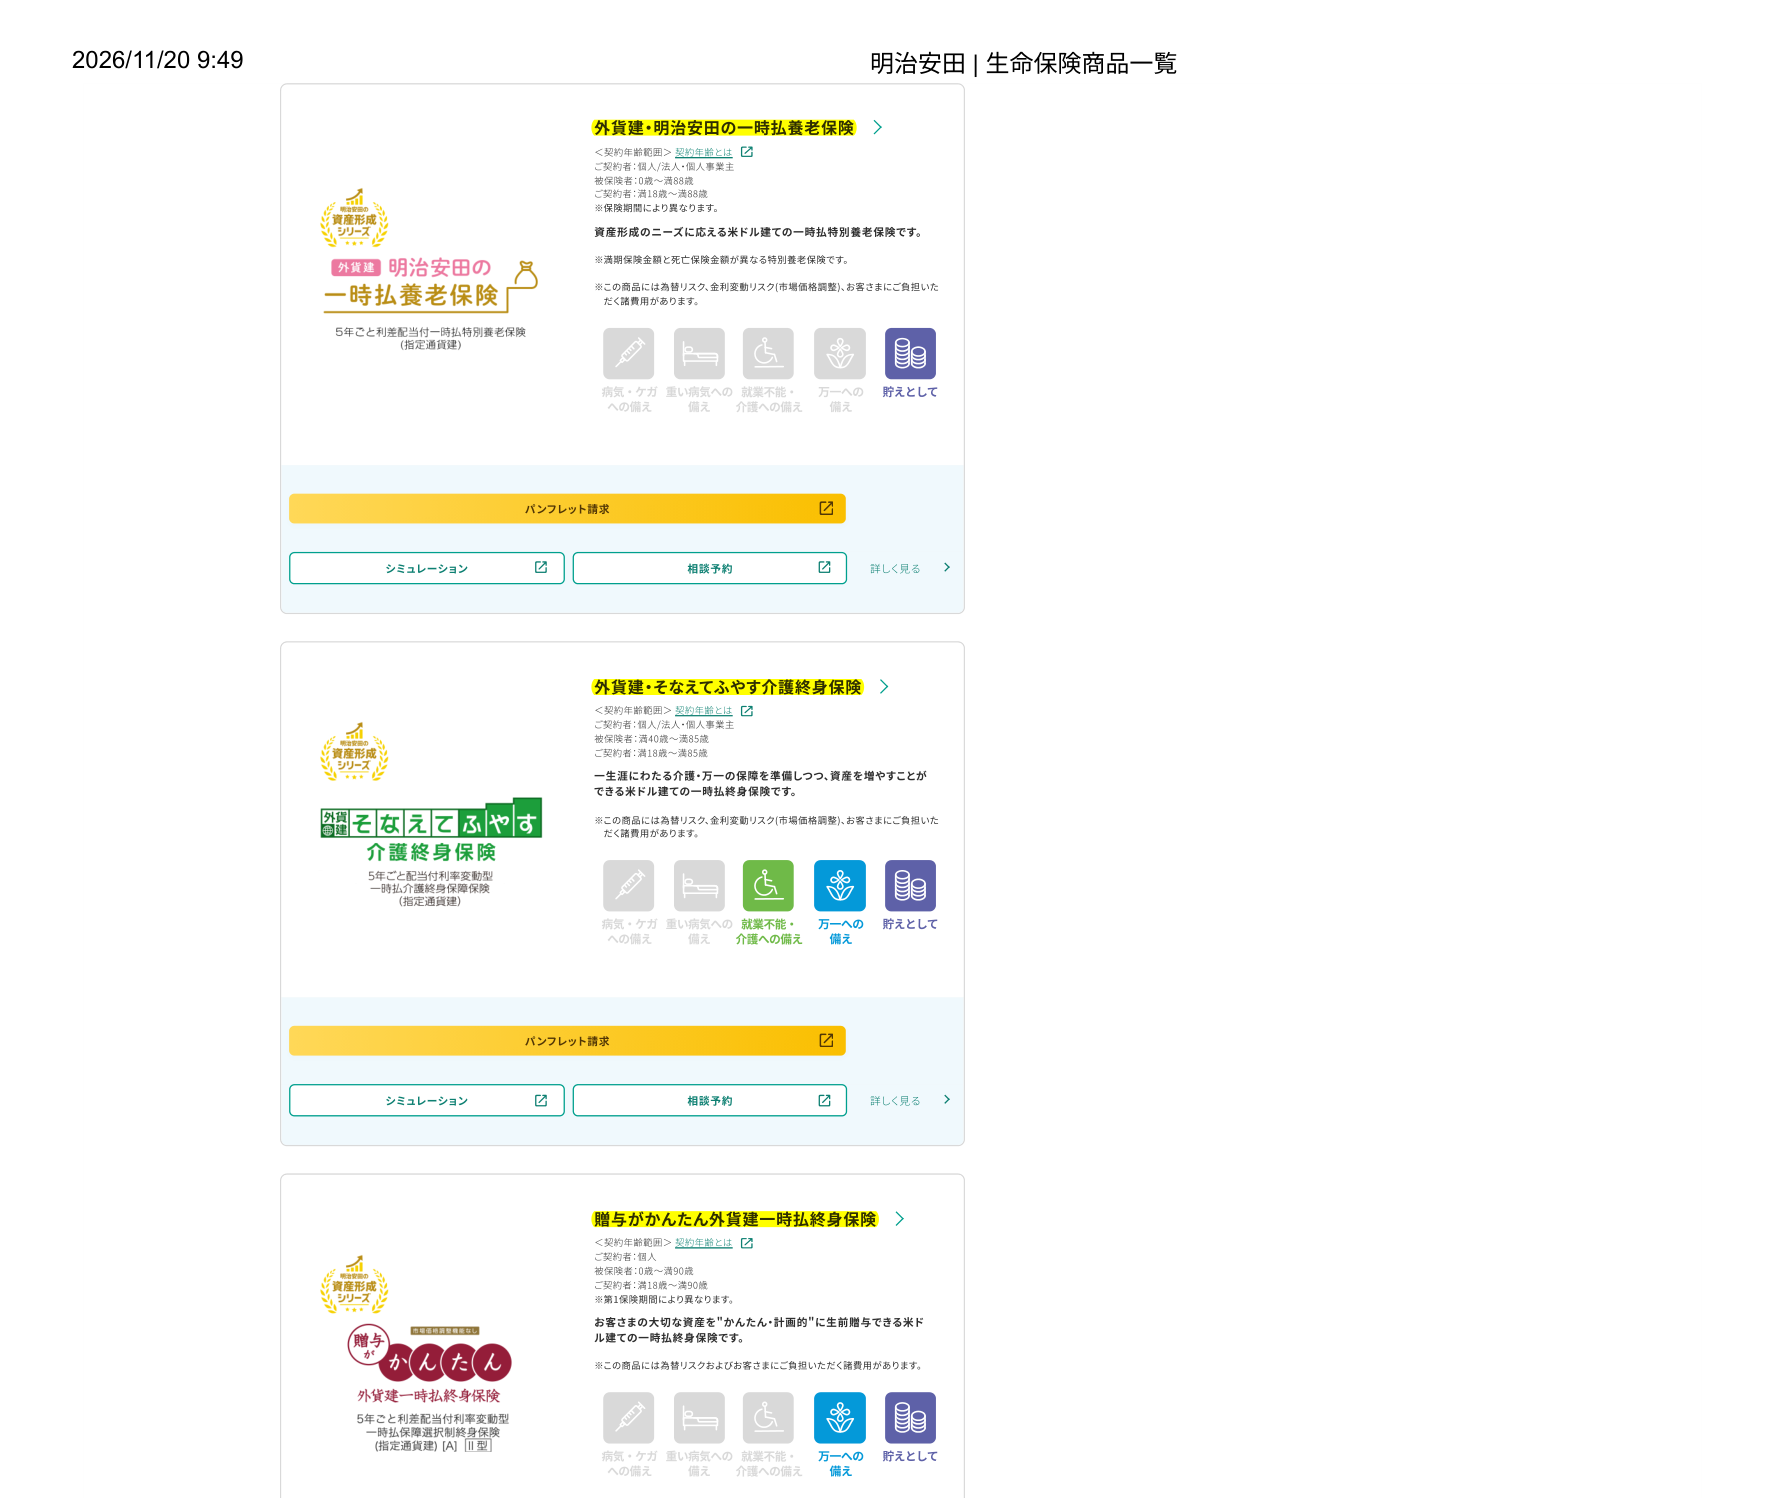 2026/11/20 9:49
明治安田 | 生命保険商品一覧
明治安田の
資産形成
シリーズ
外貨建 明治安田の
一時払養老保険
5年ごと利差配当付一時払特別養老保険
(指定通貨建)
外貨建・明治安田の一時払養老保険
＜契約年齢範囲＞ 契約年齢とは
ご契約者：個人/法人・個人事業主
被保険者：0歳～満88歳
ご契約者：満18歳～満88歳
※保険期間により異なります。
資産形成のニーズに応える米ドル建ての一時払特別養老保険です。
※満期保険金額と死亡保険金額が異なる特別養老保険です。
※この商品には為替リスク、金利変動リスク(市場価格調整)、お客さまにご負担いた
だく諸費用があります。
病気・ケガ
への備え
重い病気への
備え
就業不能・
介護への備え
万一への
備え
貯えとして
パンフレット請求
シミュレーション
相談予約
詳しく見る
明治安田の
資産形成
シリーズ
外貨建 そなえてふやす
介護終身保険
5年ごと配当付利率変動型
一時払介護終身保障保険
(指定通貨建)
外貨建・そなえてふやす介護終身保険
＜契約年齢範囲＞ 契約年齢とは
ご契約者：個人/法人・個人事業主
被保険者：満40歳～満85歳
ご契約者：満18歳～満85歳
一生涯にわたる介護・万一の保障を準備しつつ、資産を増やすことが
できる米ドル建ての一時払終身保険です。
※この商品には為替リスク、金利変動リスク(市場価格調整)、お客さまにご負担いた
だく諸費用があります。
病気・ケガ
への備え
重い病気への
備え
就業不能・
介護への備え
万一への
備え
貯えとして
パンフレット請求
シミュレーション
相談予約
詳しく見る
明治安田の
資産形成
シリーズ
市場価格調整機能なし
贈与が
かんたん
外貨建一時払終身保険
5年ごと利差配当付利率変動型
一時払保障選択制終身保険
(指定通貨建) [A] II型
贈与がかんたん外貨建一時払終身保険
＜契約年齢範囲＞ 契約年齢とは
ご契約者：個人
被保険者：0歳～満90歳
ご契約者：満18歳～満90歳
※第1保険期間により異なります。
お客さまの大切な資産を"かんたん・計画的"に生前贈与できる米ド
ル建ての一時払終身保険です。
※この商品には為替リスクおよびお客さまにご負担いただく諸費用があります。
病気・ケガ
への備え
重い病気への
備え
就業不能・
介護への備え
万一への
備え
貯えとして